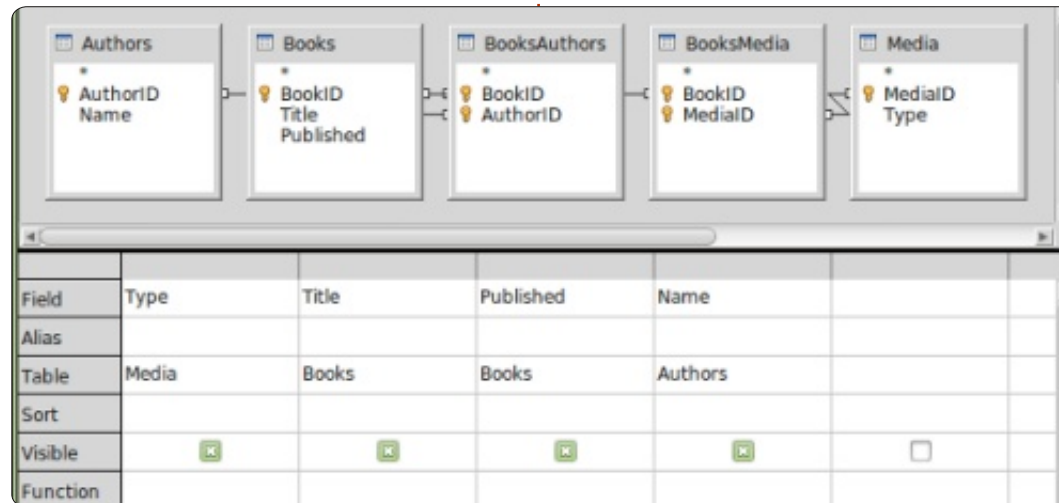 Authors Books BooksAuthors BooksMedia Media
* * * * *
AuthorID BookID BookID BookID MediaID
Name Title AuthorID MediaID Type
Published
Field Type Title Published Name
Alias
Table Media Books Books Authors
Sort
Visible
Function